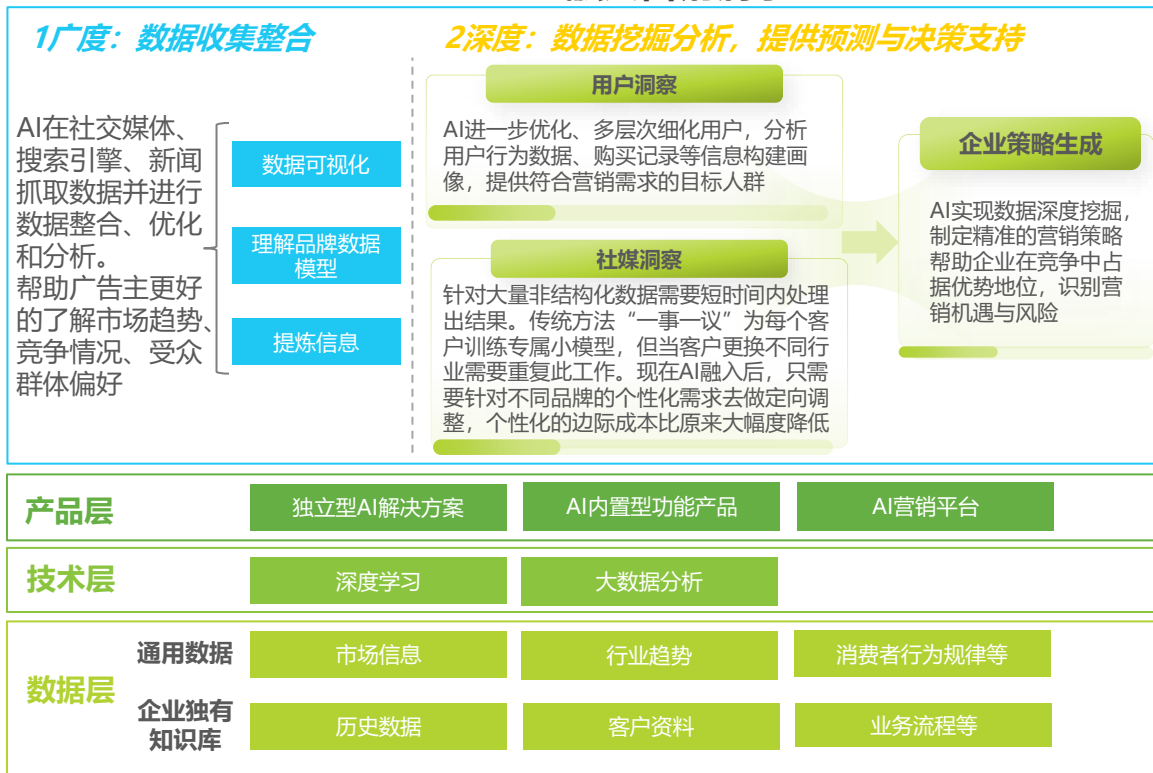 1广度：数据收集整合
AI在社交媒体、
搜索引擎、新闻
抓取数据并进行
数据整合、优化
和分析。
帮助广告主更好
的了解市场趋势、
竞争情况、受众
群体偏好
数据可视化
理解品牌数据
模型
提炼信息
2深度：数据挖掘分析，提供预测与决策支持
用户洞察
AI进一步优化、多层次细化用户，分析
用户行为数据、购买记录等信息构建画
像，提供符合营销需求的目标人群
社媒洞察
针对大量非结构化数据需要短时间内处理
出结果。传统方法“一事一议”为每个客
户训练专属小模型，但当客户更换不同行
业需要重复此工作。现在AI融入后，只需
要针对不同品牌的个性化需求去做定向调
整，个性化的边际成本比原来大幅度降低
企业策略生成
AI实现数据深度挖掘，
制定精准的营销策略
帮助企业在竞争中占
据优势地位，识别营
销机遇与风险
产品层
独立型AI解决方案
AI内置型功能产品
AI营销平台
技术层
深度学习
大数据分析
数据层
通用数据
市场信息
行业趋势
消费者行为规律等
企业独有
知识库
历史数据
客户资料
业务流程等